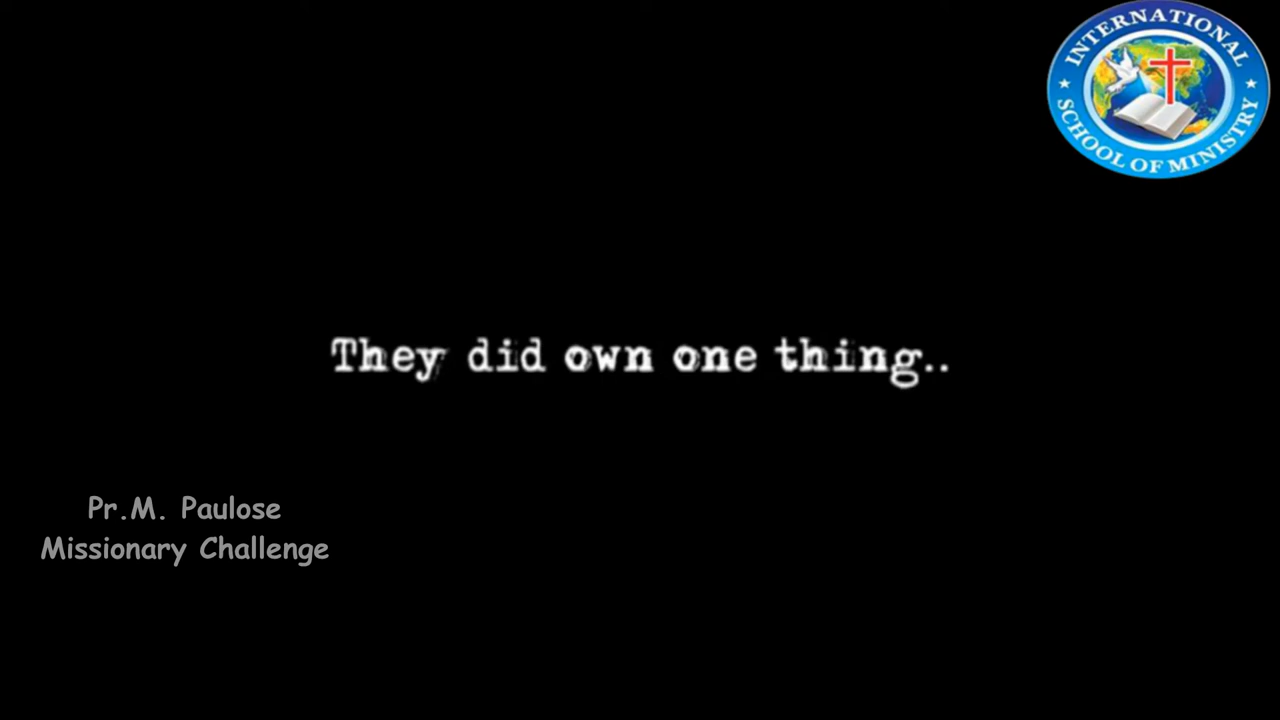 INTERNATIONAL
SCHOOL OF MINISTRY
They did own one thing..
Pr.M. Paulose
Missionary Challenge